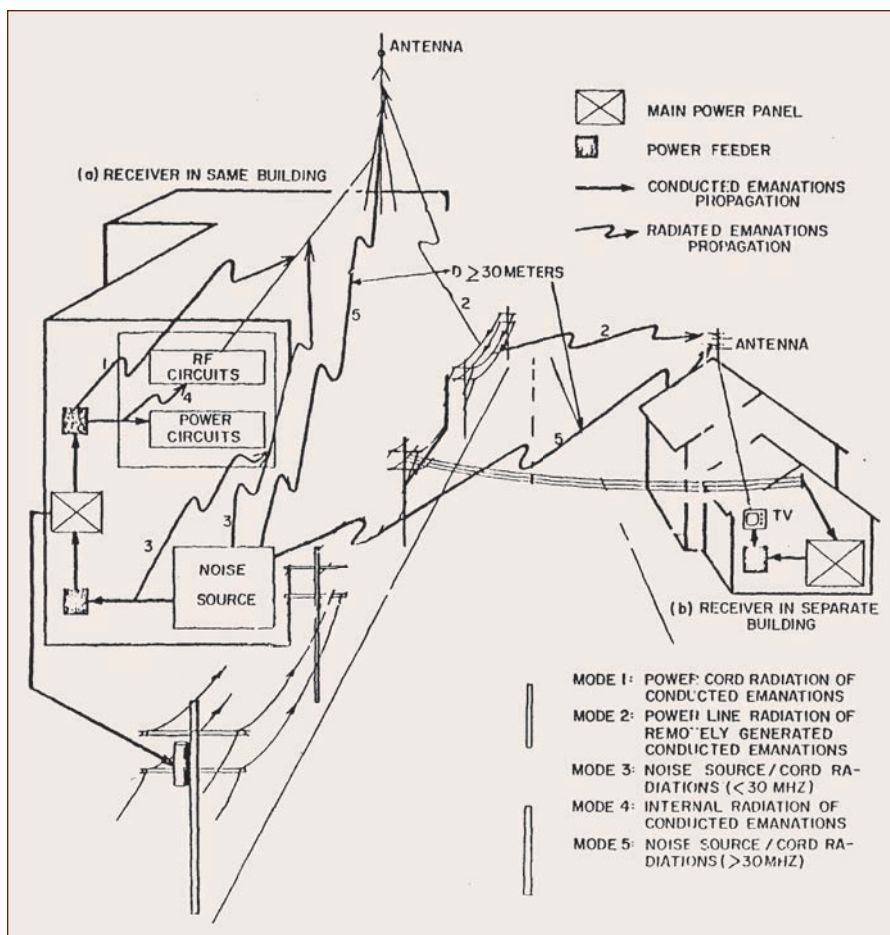 ANTENNA
MAIN POWER PANEL
POWER FEEDER
CONDUCTED EMANATIONS
PROPAGATION
RADIATED EMANATIONS
PROPAGATION
(a) RECEIVER IN SAME BUILDING
D ≥ 30 METERS
5
2
2
ANTENNA
1
RF
CIRCUITS
4
POWER
CIRCUITS
5
3
3
NOISE
SOURCE
TV
(b) RECEIVER IN SEPARATE
BUILDING
MODE 1: POWER CORD RADIATION OF
CONDUCTED EMANATIONS
MODE 2: POWER LINE RADIATION OF
REMOTELY GENERATED
CONDUCTED EMANATIONS
MODE 3: NOISE SOURCE/CORD RA-
DIATIONS (<30 MHZ)
MODE 4: INTERNAL RADIATION OF
CONDUCTED EMANATIONS
MODE 5: NOISE SOURCE / CORD RA-
DIATIONS (>30MHZ)